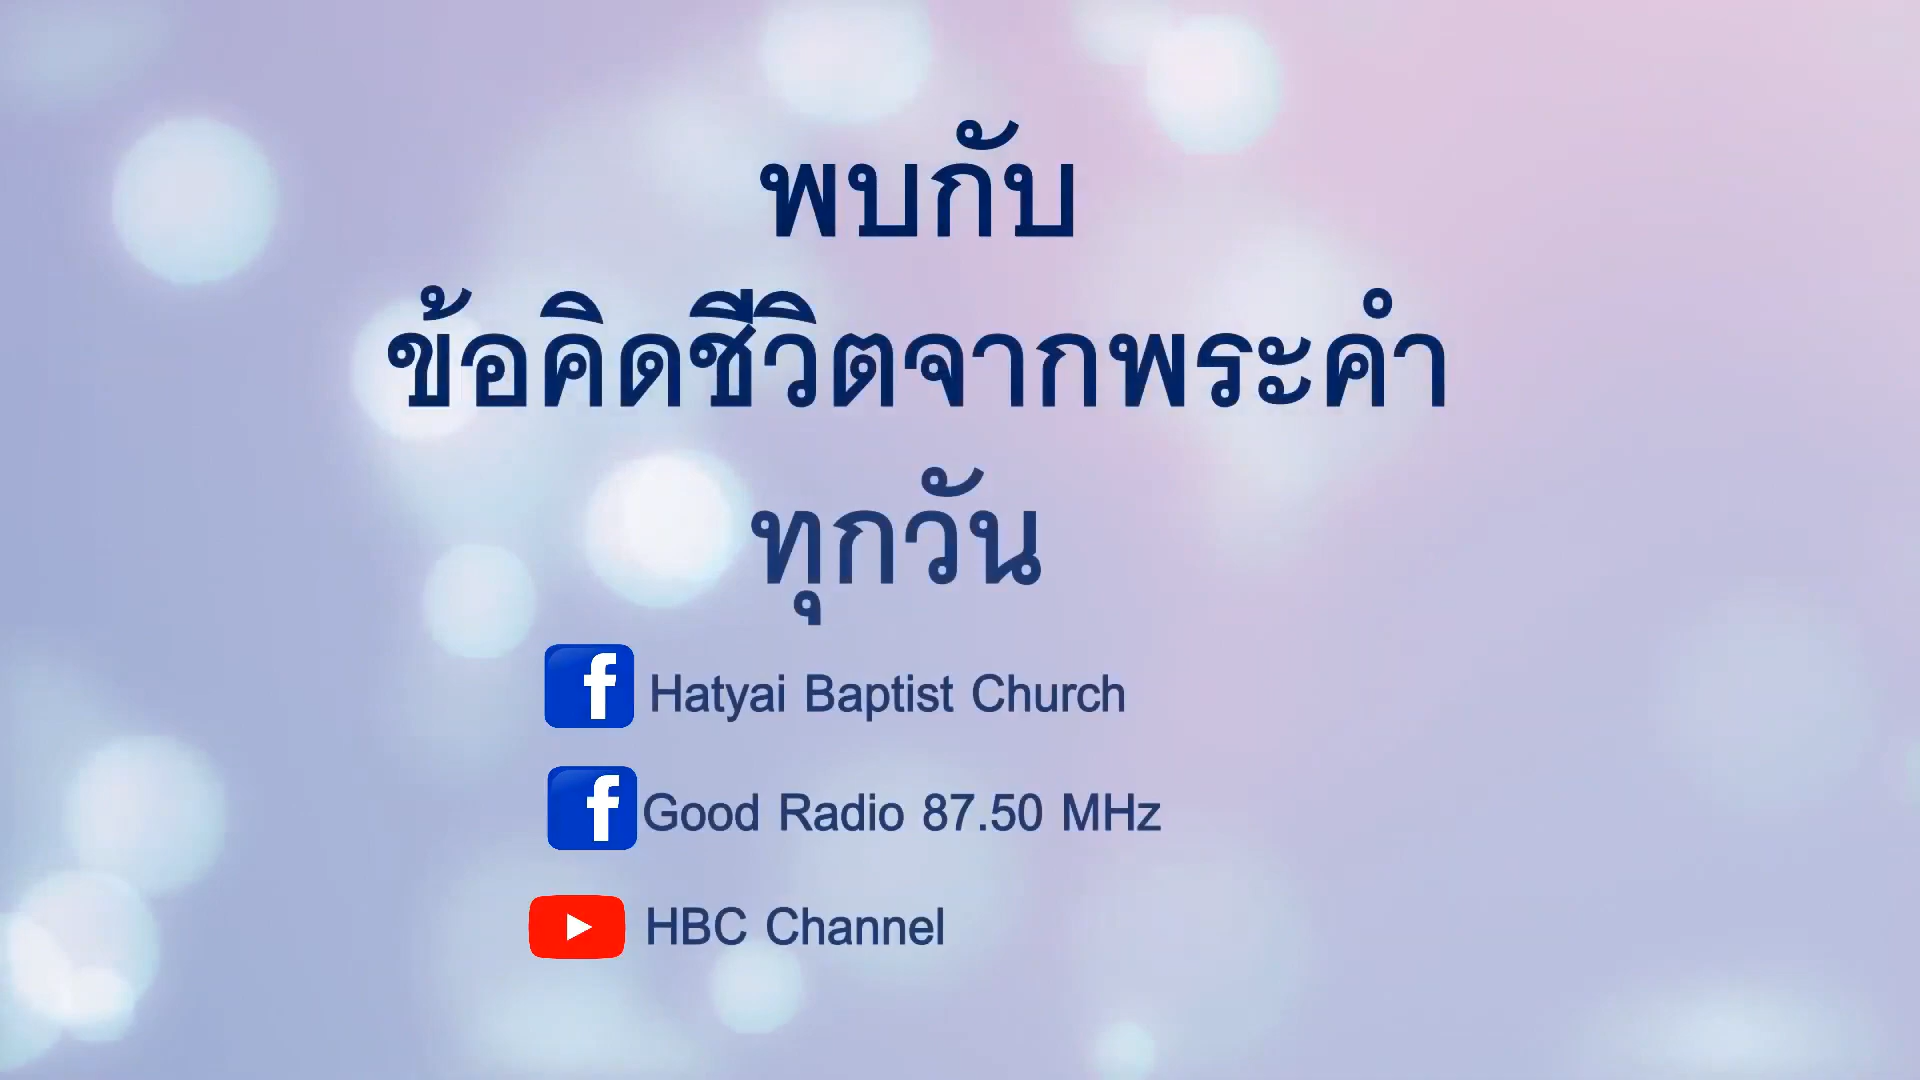 พบกับ
ข้อคิดชีวิตจากพระคำ
ทุกวัน
Hatyai Baptist Church
Good Radio 87.50 MHz
HBC Channel